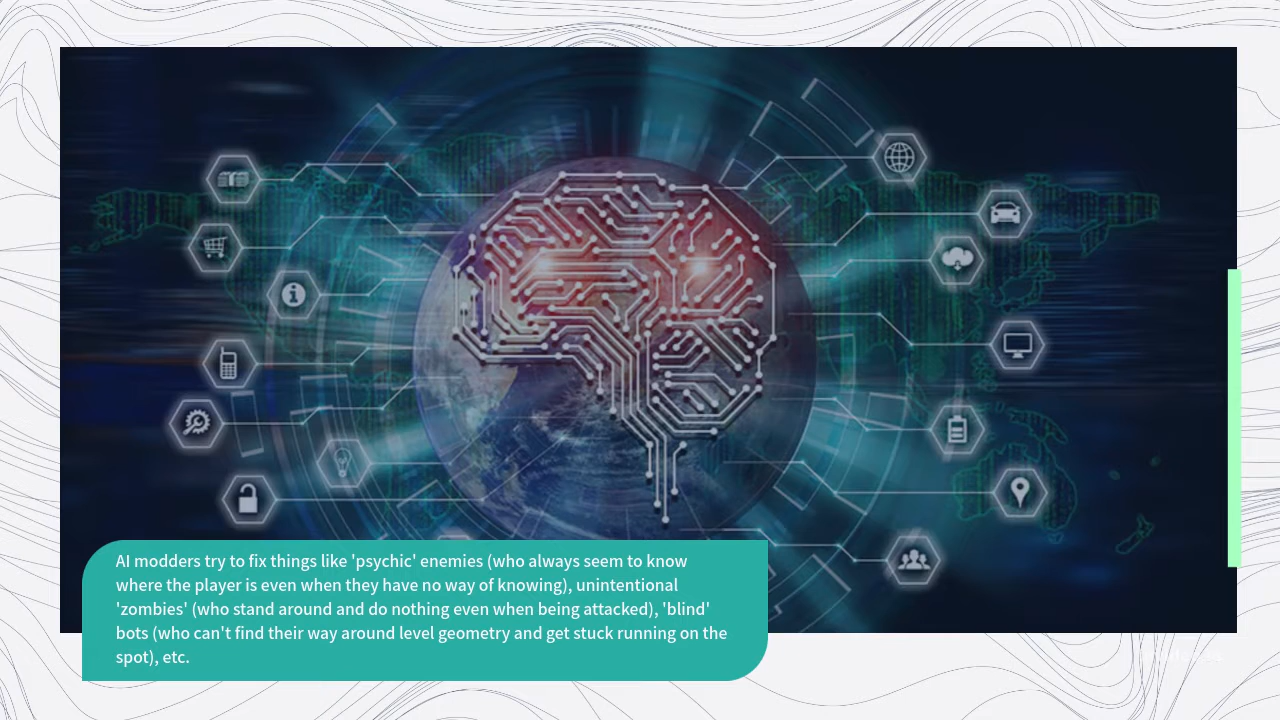 AI modders try to fix things like 'psychic' enemies (who always seem to know
where the player is even when they have no way of knowing), unintentional
'zombies' (who stand around and do nothing even when being attacked), 'blind'
bots (who can't find their way around level geometry and get stuck running on the
spot), etc.